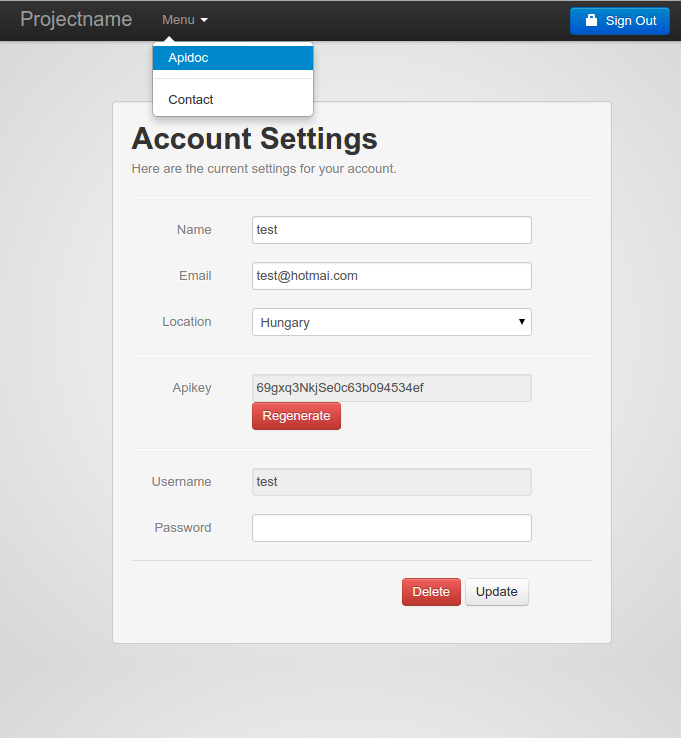 Projectname Menu Sign Out
Apidoc
Contact
Account Settings
Here are the current settings for your account.
Name test
Email test@hotmai.com
Location Hungary
Apikey 69gxq3NkjSe0c63b094534ef
Regenerate
Username test
Password
Delete Update